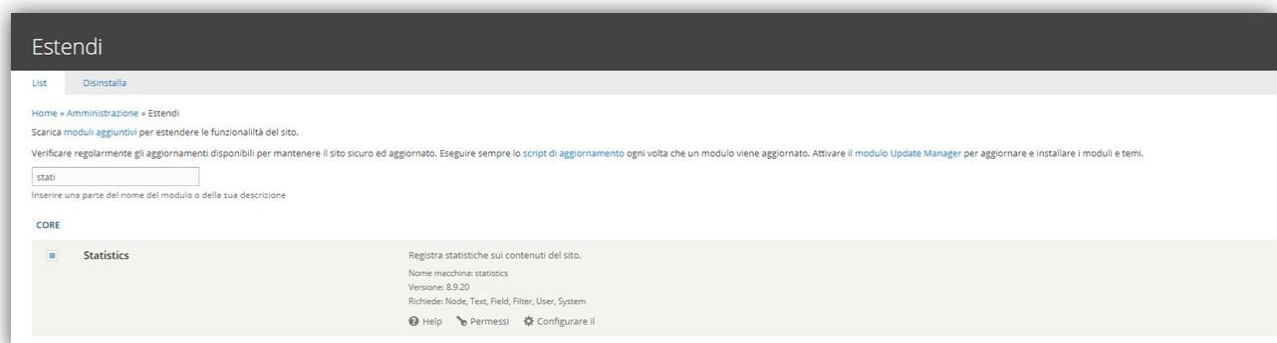 Estendi
List Disinstalla
Home » Amministrazione » Estendi
Scarica moduli aggiuntivi per estendere le funzionaliltà del sito.
Verificare regolarmente gli aggiornamenti disponibili per mantenere il sito sicuro ed aggiornato. Eseguire sempre lo script di aggiornamento ogni volta che un modulo viene aggiornato. Attivare il modulo Update Manager per aggiornare e installare i moduli e temi.
stati
Inserire una parte del nome del modulo o della sua descrizione
CORE
Statistics Registra statistiche sui contenuti del sito.
Nome macchina: statistics
Versione: 8.9.20
Richiede: Node, Text, Field, Filter, User, System
Help Permessi Configurare il